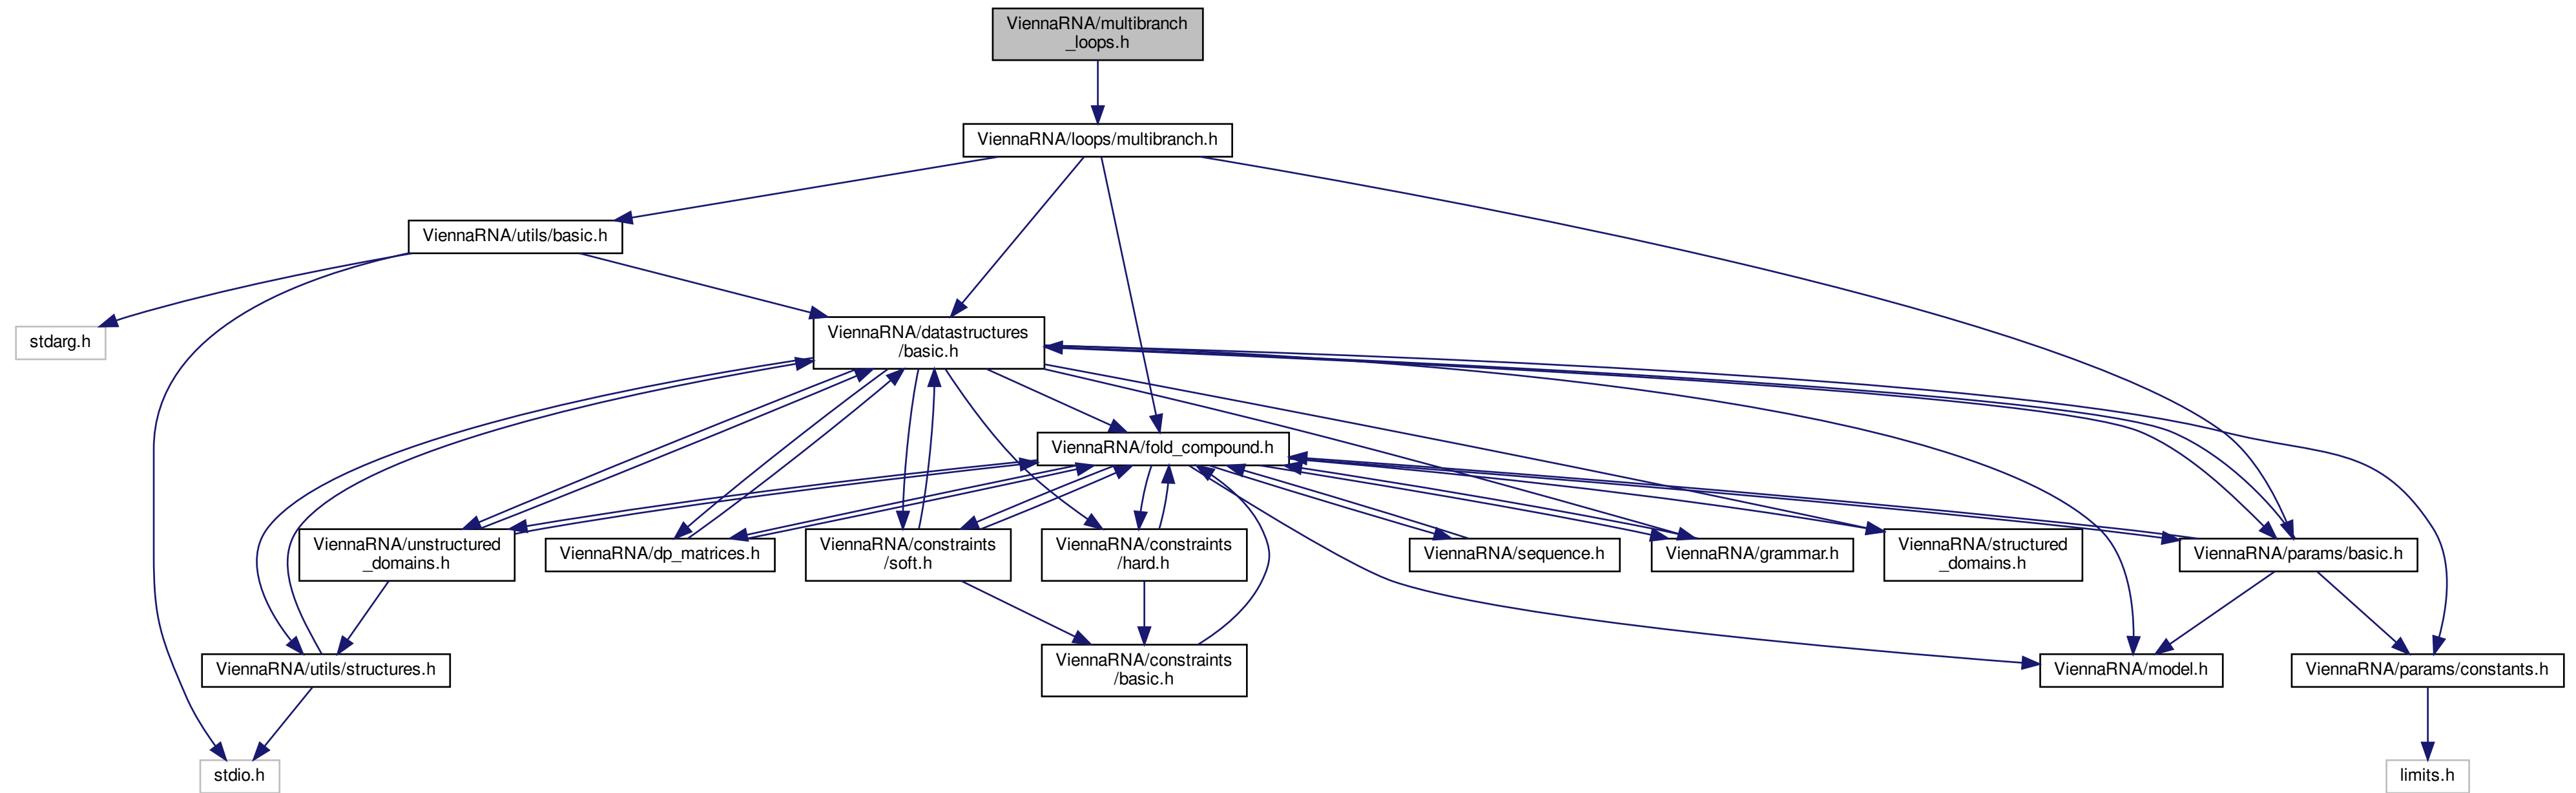 ViennaRNA/multibranch
_loops.h
ViennaRNA/loops/multibranch.h
ViennaRNA/utils/basic.h
stdarg.h
ViennaRNA/datastructures
/basic.h
ViennaRNA/fold_compound.h
ViennaRNA/unstructured
_domains.h
ViennaRNA/dp_matrices.h
ViennaRNA/constraints
/soft.h
ViennaRNA/constraints
/hard.h
ViennaRNA/sequence.h
ViennaRNA/grammar.h
ViennaRNA/structured
_domains.h
ViennaRNA/params/basic.h
ViennaRNA/utils/structures.h
ViennaRNA/constraints
/basic.h
ViennaRNA/model.h
ViennaRNA/params/constants.h
stdio.h
limits.h